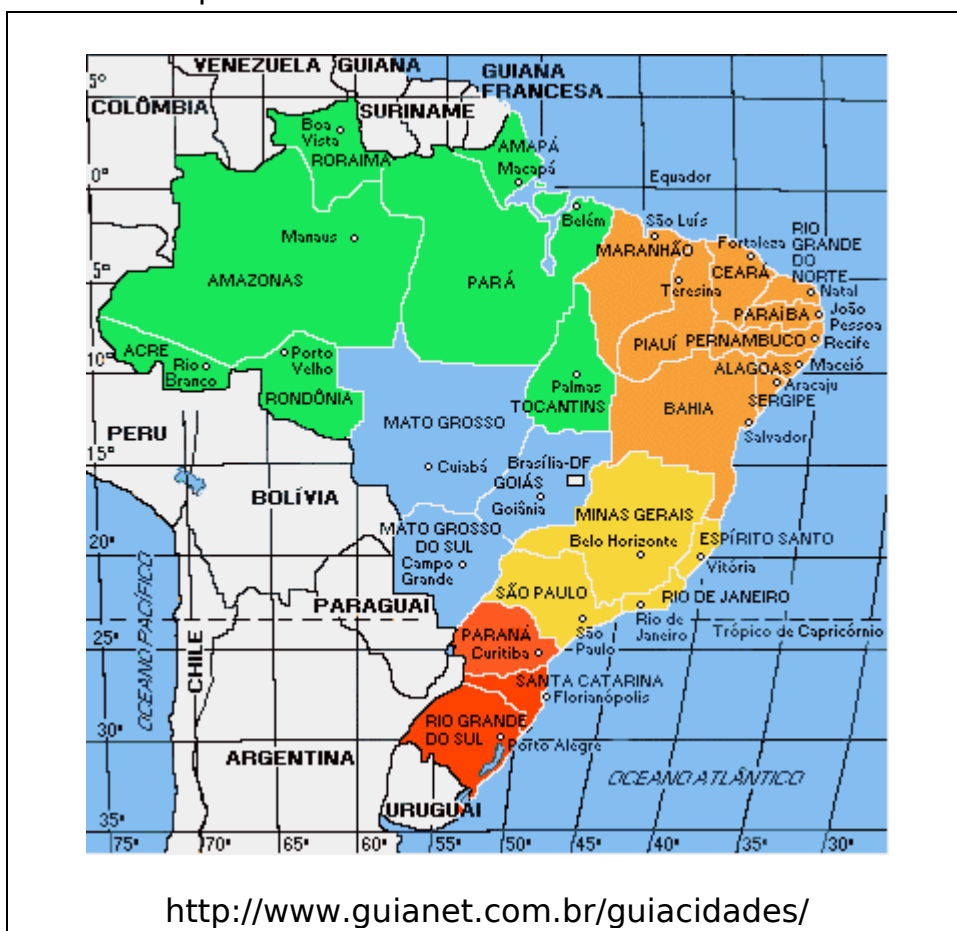 VENEZUELA
GUIANA
GUIANA
FRANCESA
5°
COLÔMBIA
SURINAME
Boa
Vista
RORAIMA
AMAPÁ
Macapá
0°
Equador
Belém
São Luís
RIO
GRANDE
DO
NORTE
Manaus
MARANHÃO
Fortaleza
CEARÁ
AMAZONAS
PARÁ
5°
Teresina
Natal
PARAÍBA
João
Pessoa
ACRE
Rio
Branco
Porto
Velho
PIAUÍ
PERNAMBUCO
Recife
10°
ALAGOAS
Maceió
Palmas
TOCANTINS
Aracaju
SERGIPE
RONDÔNIA
BAHIA
MATO GROSSO
PERU
Salvador
15°
Cuiabá
Brasília-DF
GOIÁS
Goiânia
BOLÍVIA
MINAS GERAIS
MATO GROSSO
DO SUL
Campo
Grande
Belo Horizonte
ESPÍRITO SANTO
Vitória
20°
SÃO PAULO
RIO DE JANEIRO
PARAGUAI
Rio de
Janeiro
São
Paulo
Trópico de Capricórnio
OCEANO PACÍFICO
CHILE
25°
PARANÁ
Curitiba
SANTA CATARINA
Florianópolis
RIO GRANDE
DO SUL
30°
Porto Alegre
ARGENTINA
OCEANO ATLÂNTICO
URUGUAI
35°
75°
70°
65°
60°
55°
50°
45°
40°
35°
30°
http://www.guianet.com.br/guiacidades/